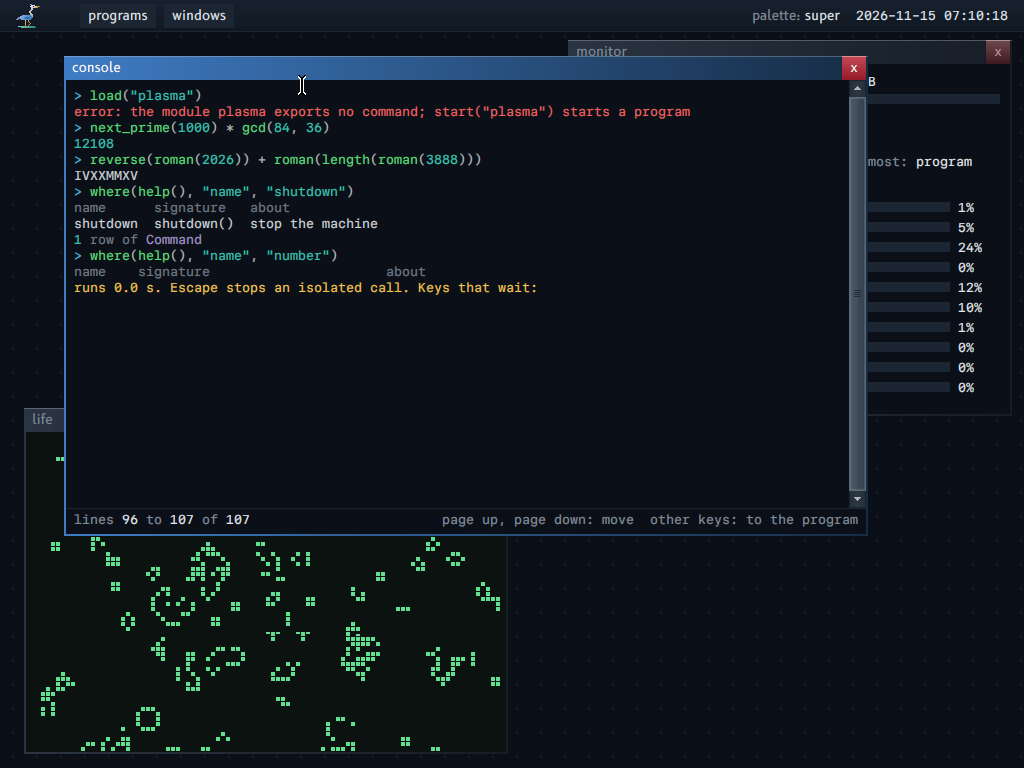 programs windows palette: super 2026-11-15 07:10:18
monitor x
console x
B
> load("plasma")
error: the module plasma exports no command; start("plasma") starts a program
> next_prime(1000) * gcd(84, 36)
12108
> reverse(roman(2026)) + roman(length(roman(3888)))
most: program
IVXXMMXV
> where(help(), "name", "shutdown")
name signature about
1%
shutdown shutdown() stop the machine
5%
1 row of Command
24%
> where(help(), "name", "number")
name signature about
0%
runs 0.0 s. Escape stops an isolated call. Keys that wait:
12%
10%
1%
0%
0%
0%
life
lines 96 to 107 of 107 page up, page down: move other keys: to the program